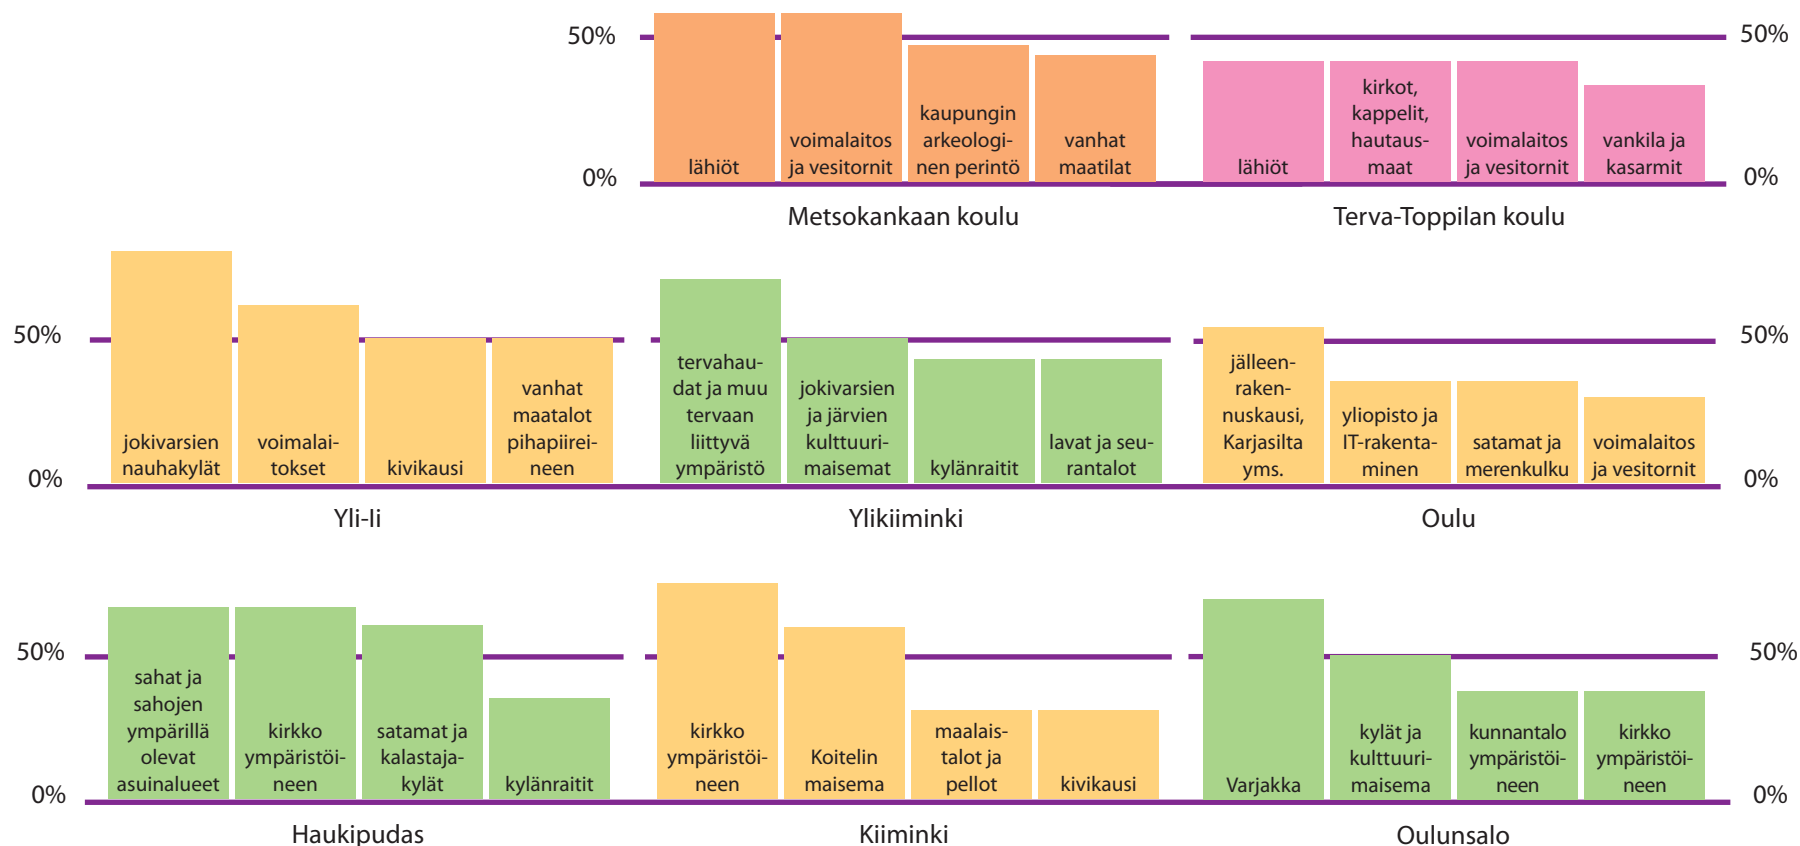 50%
0%
lähiöt
voimalaitos
ja vesitornit
kaupungin
arkeologi-
nen perintö
vanhat
maatilat
Metsokankaan koulu
lähiöt
kirkot,
kappelit,
hautaus-
maat
voimalaitos
ja vesitornit
vankila ja
kasarmit
Terva-Toppilan koulu
50%
0%
50%
0%
jokivarsien
nauhakylät
voimalai-
tokset
kivikausi
vanhat
maatalot
pihapiirei-
neen
Yli-Ii
tervahau-
dat ja muu
tervaan
liittyvä
ympäristö
jokivarsien
ja järvien
kulttuuri-
maisemat
kylänraitit
lavat ja seu-
rantalot
Ylikiiminki
jälleen-
raken-
nuskausi,
Karjasilta
yms.
yliopisto ja
IT-rakenta-
minen
satamat ja
merenkulku
voimalaitos
ja vesitornit
Oulu
50%
0%
50%
0%
sahat ja
sahojen
ympärillä
olevat
asuinalueet
kirkko
ympäristöi-
neen
satamat ja
kalastaja-
kylät
kylänraitit
Haukipudas
kirkko
ympäristöi-
neen
Koitelin
maisema
maalais-
talot ja
pellot
kivikausi
Kiiminki
Varjakka
kylät ja
kulttuuri-
maisema
kunnantalo
ympäristöi-
neen
kirkko
ympäristöi-
neen
Oulunsalo
50%
0%